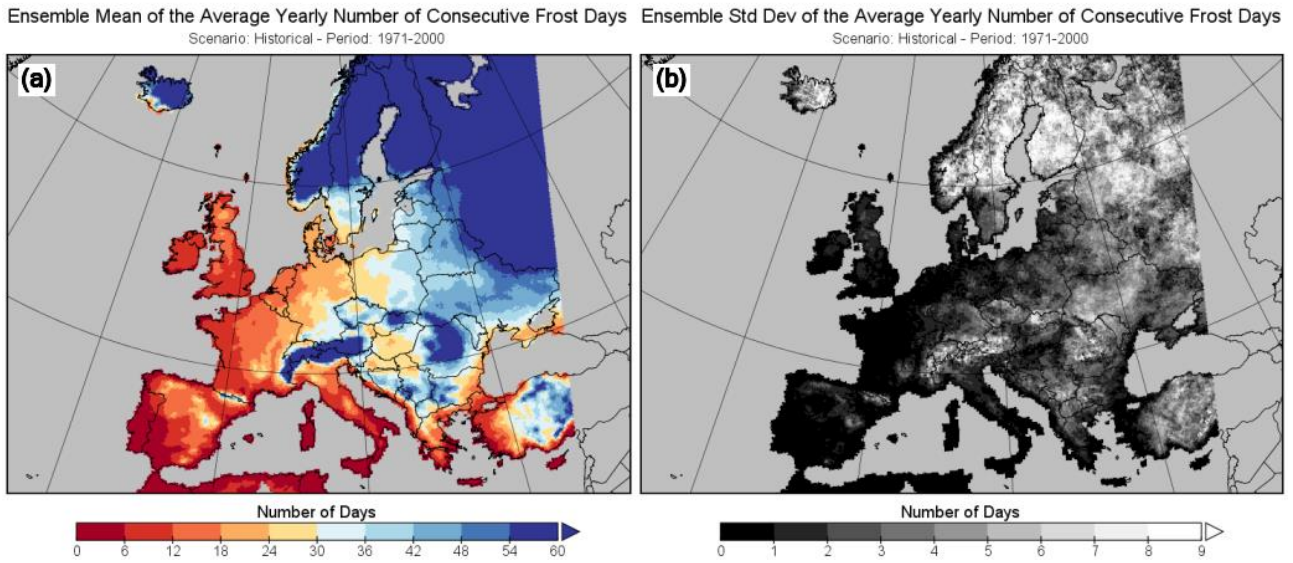 Ensemble Mean of the Average Yearly Number of Consecutive Frost Days
Scenario: Historical - Period: 1971-2000
(a)
Number of Days
0 6 12 18 24 30 36 42 48 54 60
Ensemble Std Dev of the Average Yearly Number of Consecutive Frost Days
Scenario: Historical - Period: 1971-2000
(b)
Number of Days
0 1 2 3 4 5 6 7 8 9